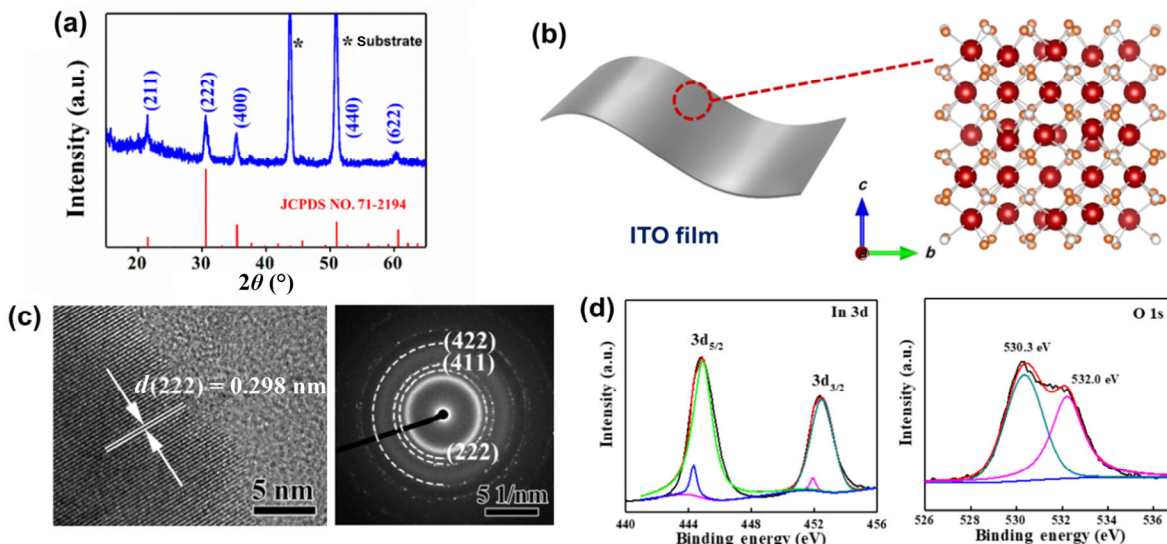 (a)
Intensity (a.u.)
(211)
(222)
(400)
*
* Substrate
(440)
(622)
JCPDS NO. 71-2194
20
30
40
50
60
2θ (°)
(b)
ITO film
c
a
b
(c)
d(222) = 0.298 nm
5 nm
(422)
(411)
(222)
5 1/nm
(d)
In 3d
Intensity (a.u.)
3d5/2
3d3/2
440
444
448
452
456
Binding energy (eV)
O 1s
Intensity (a.u.)
530.3 eV
532.0 eV
526
528
530
532
534
536
Binding energy (eV)